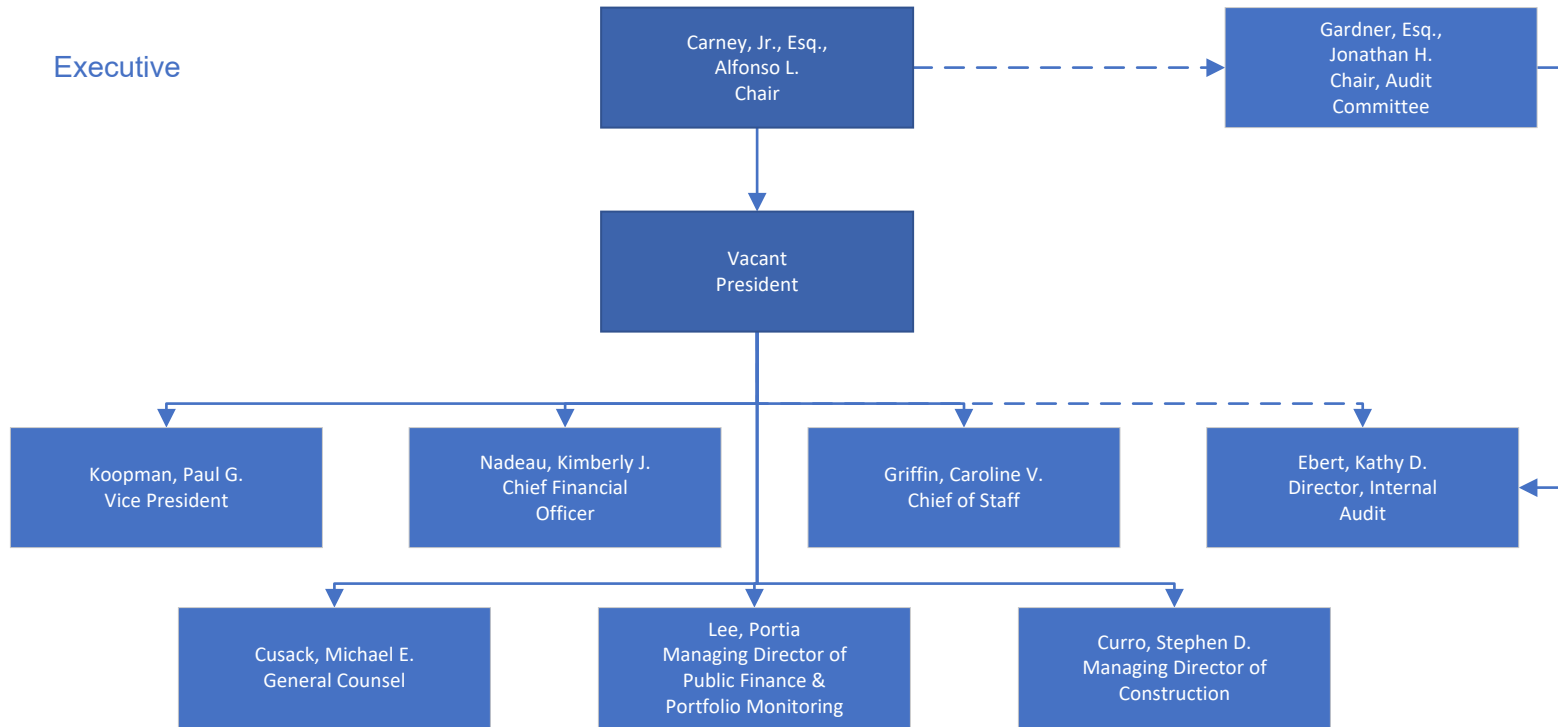 Executive
Carney, Jr., Esq.,
Alfonso L.
Chair
Gardner, Esq.,
Jonathan H.
Chair, Audit
Committee
Vacant
President
Koopman, Paul G.
Vice President
Nadeau, Kimberly J.
Chief Financial
Officer
Griffin, Caroline V.
Chief of Staff
Ebert, Kathy D.
Director, Internal
Audit
Cusack, Michael E.
General Counsel
Lee, Portia
Managing Director of
Public Finance &
Portfolio Monitoring
Curro, Stephen D.
Managing Director of
Construction